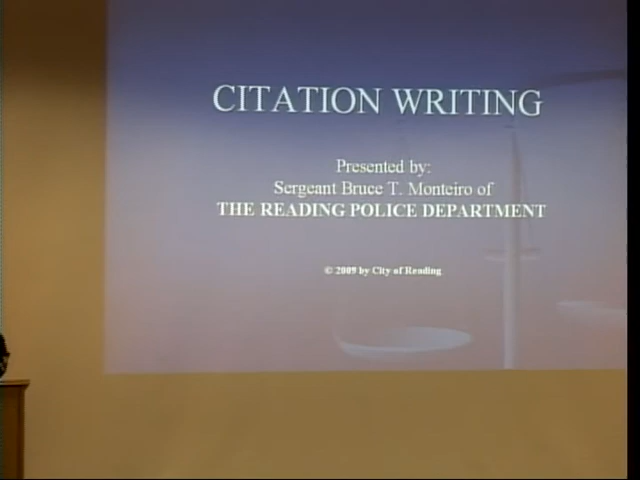 CITATION WRITING
Presented by:
Sergeant Bruce T. Monteiro of
THE READING POLICE DEPARTMENT
© 2009 by City of Reading